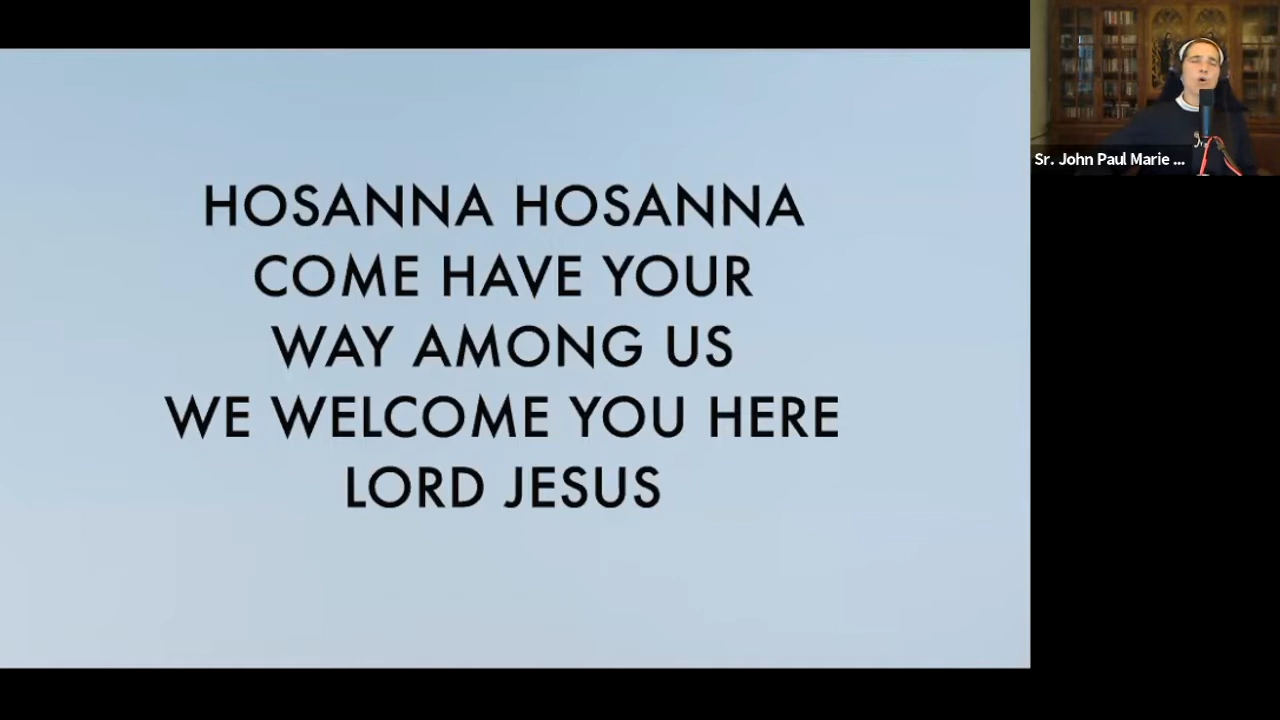 HOSANNA HOSANNA
COME HAVE YOUR
WAY AMONG US
WE WELCOME YOU HERE
LORD JESUS
Sr. John Paul Marie ...